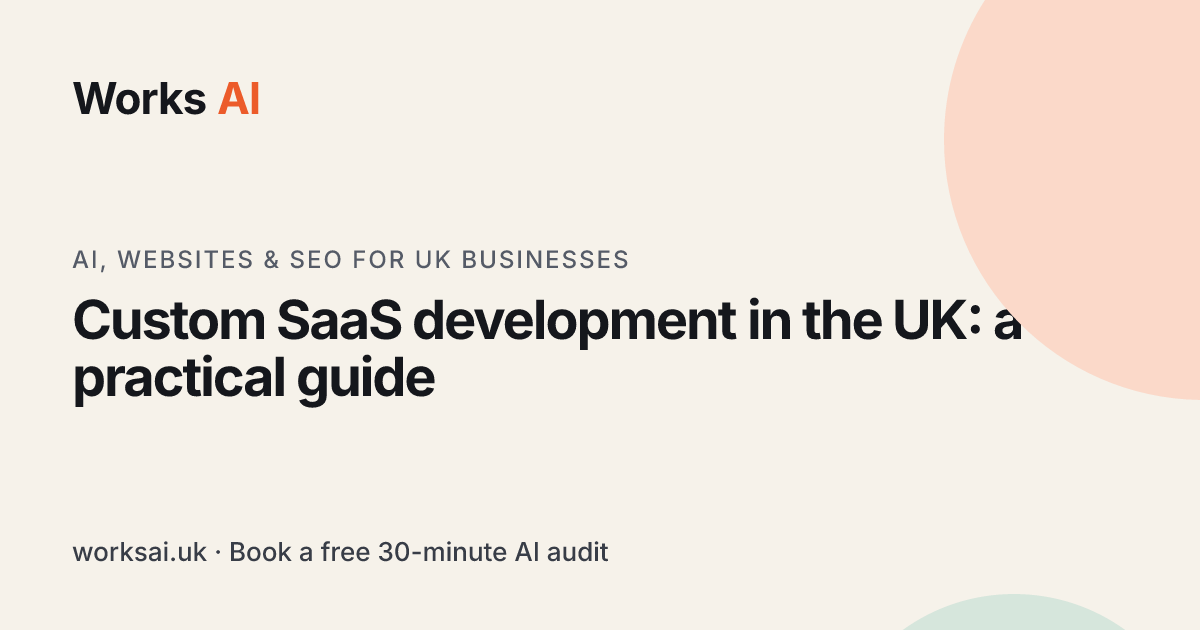 Works AI
AI, WEBSITES & SEO FOR UK BUSINESSES
Custom SaaS development in the UK: a
practical guide
worksai.uk · Book a free 30-minute AI audit